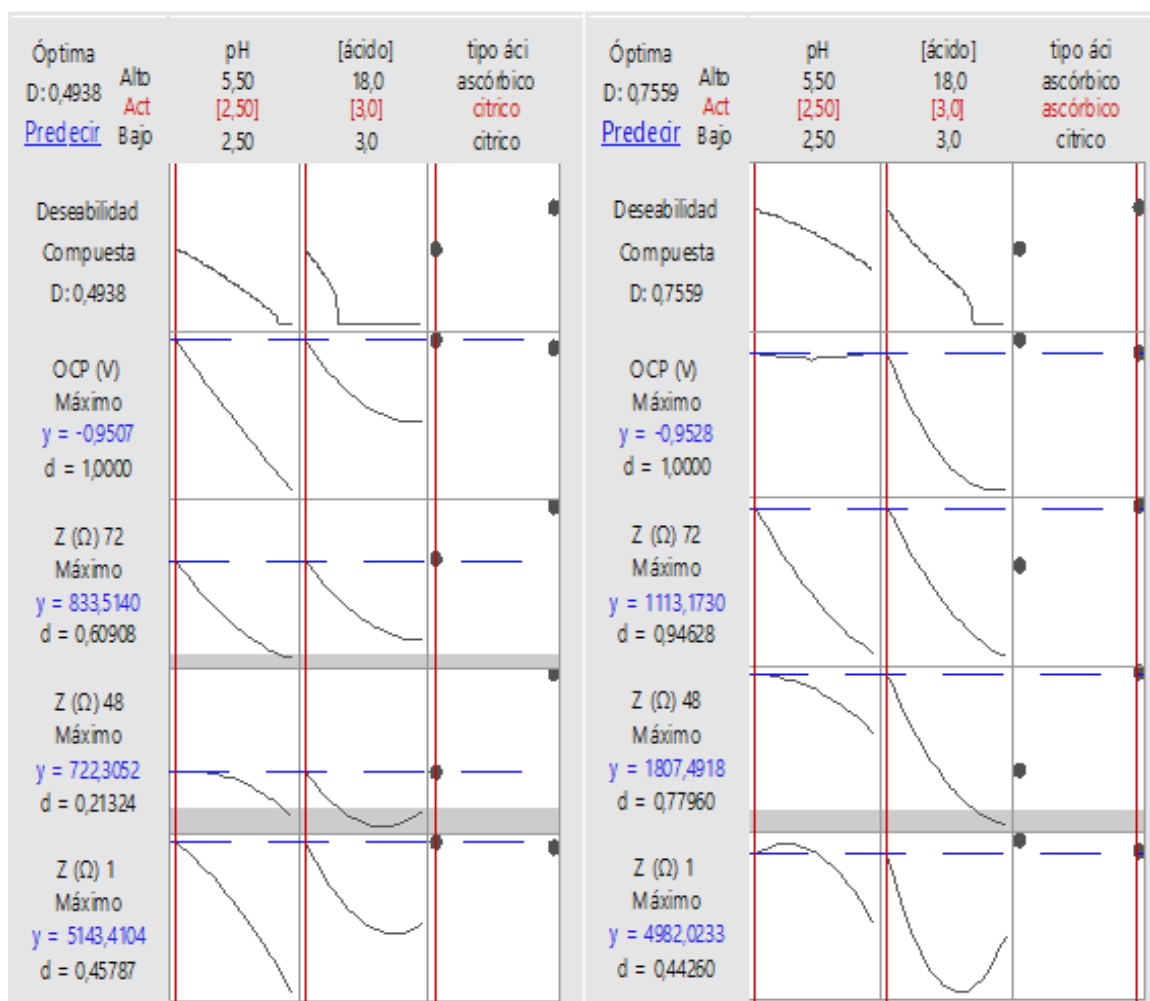 Óptima pH [ácido] tipo áci
D: 0,4938 Alto 5,50 18,0 ascórbico
Act [2,50] [3,0] citrico
Predecir Bajo 2,50 3,0 citrico
Deseabilidad
Compuesta
D: 0,4938
OCP (V)
Máximo
y = -0,9507
d = 1,0000
Z (Ω) 72
Máximo
y = 833,5140
d = 0,60908
Z (Ω) 48
Máximo
y = 722,3052
d = 0,21324
Z (Ω) 1
Máximo
y = 5143,4104
d = 0,45787
Óptima pH [ácido] tipo áci
D: 0,7559 Alto 5,50 18,0 ascórbico
Act [2,50] [3,0] ascórbico
Predecir Bajo 2,50 3,0 citrico
Deseabilidad
Compuesta
D: 0,7559
OCP (V)
Máximo
y = -0,9528
d = 1,0000
Z (Ω) 72
Máximo
y = 1113,1730
d = 0,94628
Z (Ω) 48
Máximo
y = 1807,4918
d = 0,77960
Z (Ω) 1
Máximo
y = 4982,0233
d = 0,44260